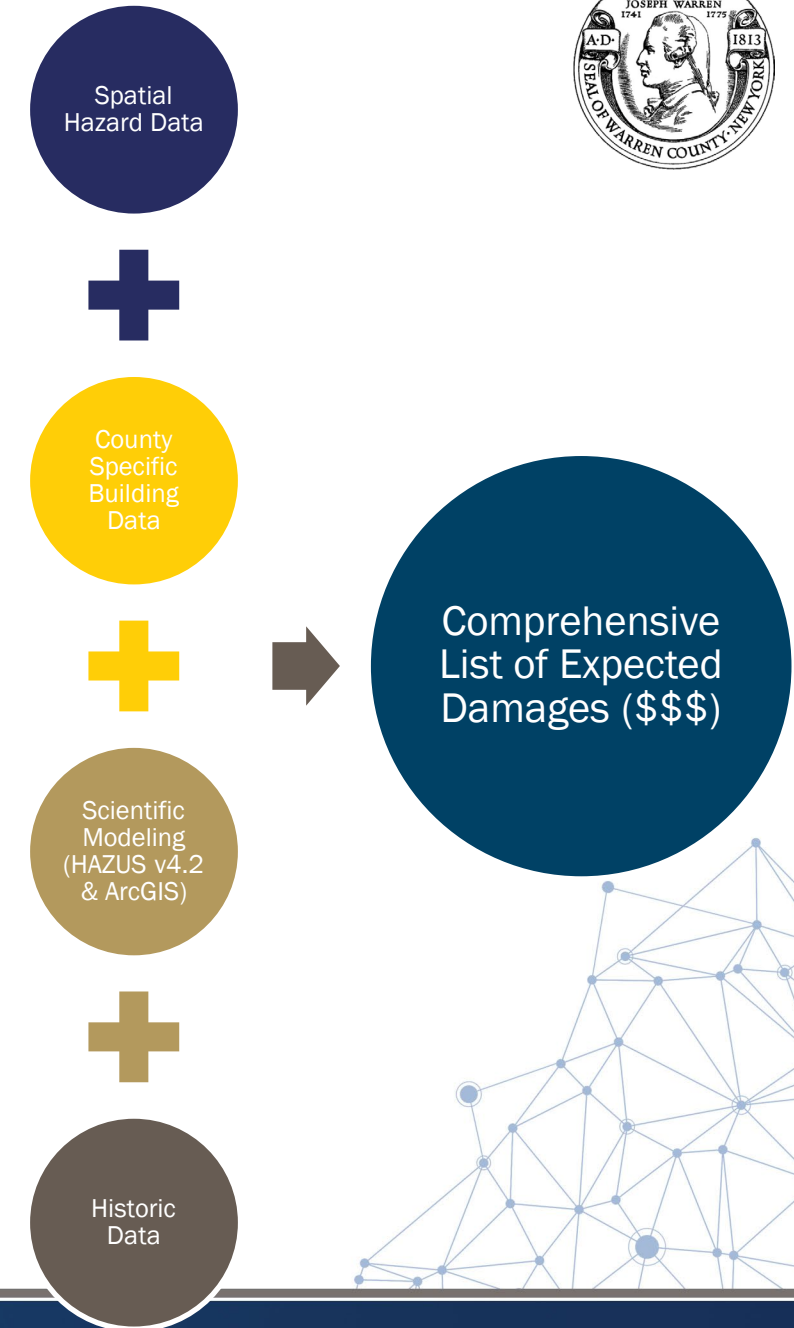 JOSEPH WARREN
1741 1775
A·D· 1813
SEAL OF WARREN COUNTY·NEW YORK
Spatial
Hazard Data
County
Specific
Building
Data
Scientific
Modeling
(HAZUS v4.2
& ArcGIS)
Historic
Data
Comprehensive
List of Expected
Damages ($$$)